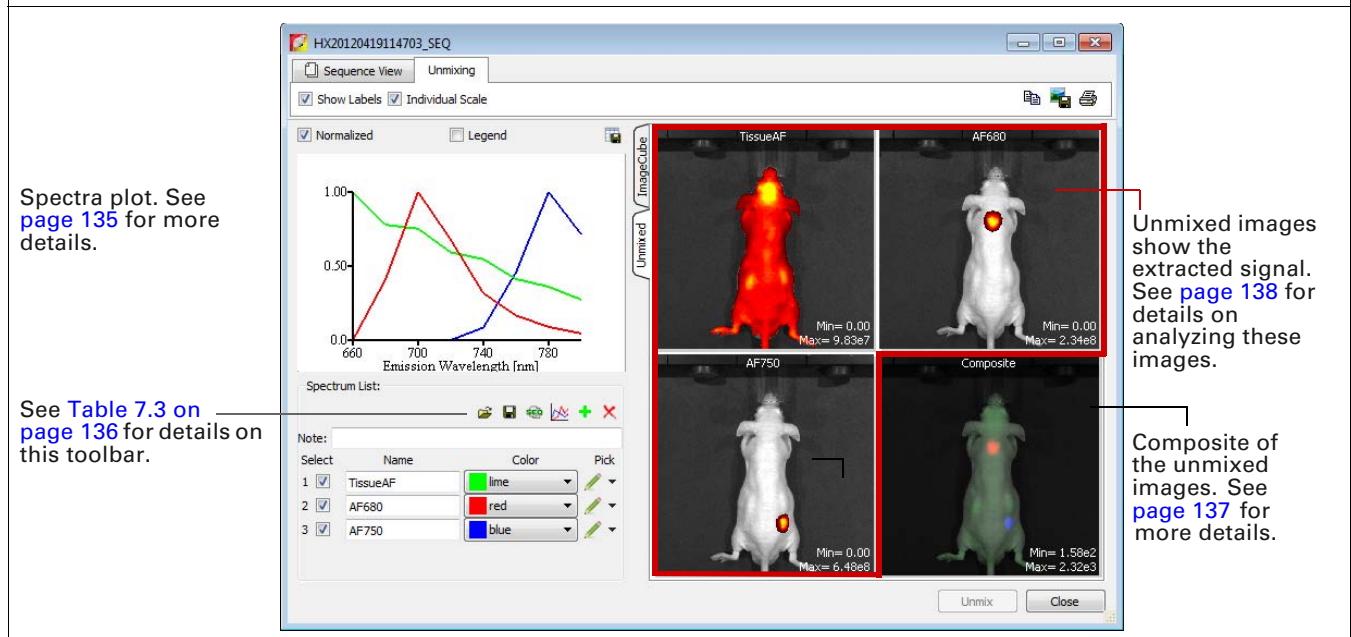 HX20120419114703_SEQ
Sequence View
Unmixing
Show Labels
Individual Scale
Normalized
Legend
1.00
0.50
0.0
660
700
740
780
Emission Wavelength [nm]
Spectrum List:
Note:
Select
Name
Color
Pick
1
TissueAF
lime
2
AF680
red
3
AF750
blue
ImageCube
Unmixed
TissueAF
Min= 0.00
Max= 9.83e7
AF680
Min= 0.00
Max= 2.34e8
AF750
Min= 0.00
Max= 6.48e8
Composite
Min= 1.58e2
Max= 2.32e3
Unmix
Close
Spectra plot. See
page 135 for more
details.
See Table 7.3 on
page 136 for details on
this toolbar.
Unmixed images
show the
extracted signal.
See page 138 for
details on
analyzing these
images.
Composite of
the unmixed
images. See
page 137 for
more details.